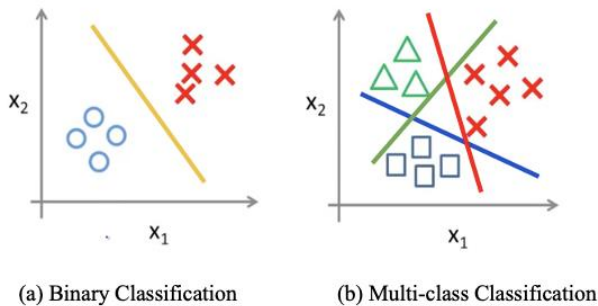 x₂
x₁
x₂
x₁
(a) Binary Classification
(b) Multi-class Classification